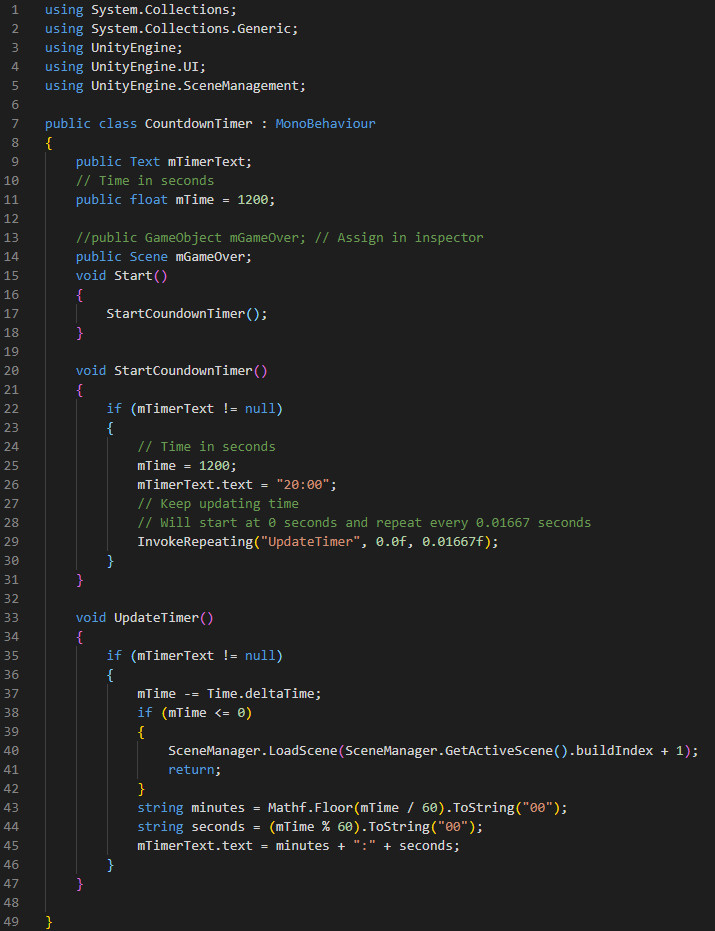 1 using System.Collections;
2 using System.Collections.Generic;
3 using UnityEngine;
4 using UnityEngine.UI;
5 using UnityEngine.SceneManagement;
6
7 public class CountdownTimer : MonoBehaviour
8 {
9     public Text mTimerText;
10     // Time in seconds
11     public float mTime = 1200;
12
13     //public GameObject mGameOver; // Assign in inspector
14     public Scene mGameOver;
15     void Start()
16     {
17         StartCoundownTimer();
18     }
19
20     void StartCoundownTimer()
21     {
22         if (mTimerText != null)
23         {
24             // Time in seconds
25             mTime = 1200;
26             mTimerText.text = "20:00";
27             // Keep updating time
28             // Will start at 0 seconds and repeat every 0.01667 seconds
29             InvokeRepeating("UpdateTimer", 0.0f, 0.01667f);
30         }
31     }
32
33     void UpdateTimer()
34     {
35         if (mTimerText != null)
36         {
37             mTime -= Time.deltaTime;
38             if (mTime <= 0)
39             {
40                 SceneManager.LoadScene(SceneManager.GetActiveScene().buildIndex + 1);
41                 return;
42             }
43             string minutes = Mathf.Floor(mTime / 60).ToString("00");
44             string seconds = (mTime % 60).ToString("00");
45             mTimerText.text = minutes + ":" + seconds;
46         }
47     }
48
49 }